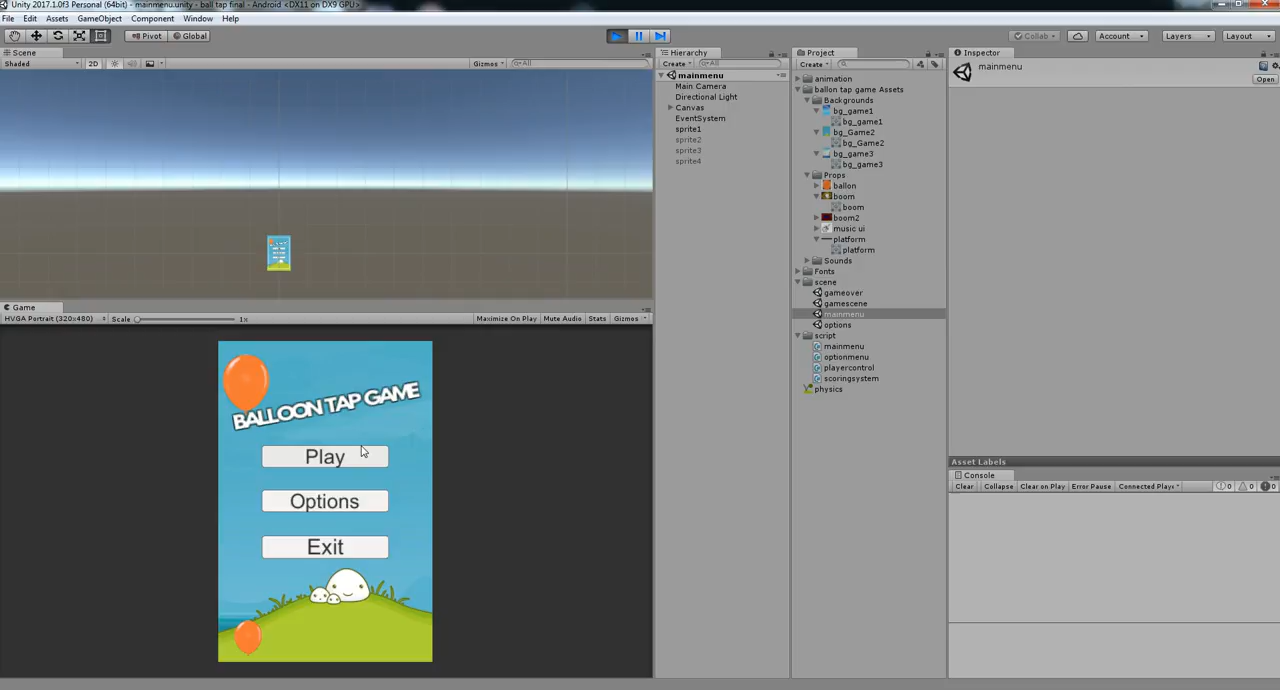 Unity 2017.1.0f3 Personal (64bit) - mainmenu.unity - ball tap final - Android <DX11 on DX9 GPU>
File Edit Assets GameObject Component Window Help
Pivot Global Collab Account Layers Layout
Scene
Shaded 2D Gizmos All
Game
HVGA Portrait (320x480) Scale 1x Maximize On Play Mute Audio Stats Gizmos
BALLOON TAP GAME
Play
Options
Exit
Hierarchy
Create All
mainmenu
Main Camera
Directional Light
Canvas
EventSystem
sprite1
sprite2
sprite3
sprite4
Project
Create
animation
ballon tap game Assets
Backgrounds
bg_game1
bg_game1
bg_Game2
bg_Game2
bg_game3
bg_game3
Props
ballon
boom
boom
boom2
music ui
platform
platform
Sounds
Fonts
scene
gameover
gamescene
mainmenu
options
script
mainmenu
optionmenu
playercontrol
scoringsystem
physics
Inspector
mainmenu
Open
Asset Labels
Console
Clear Collapse Clear on Play Error Pause Connected Playe 0 0 0